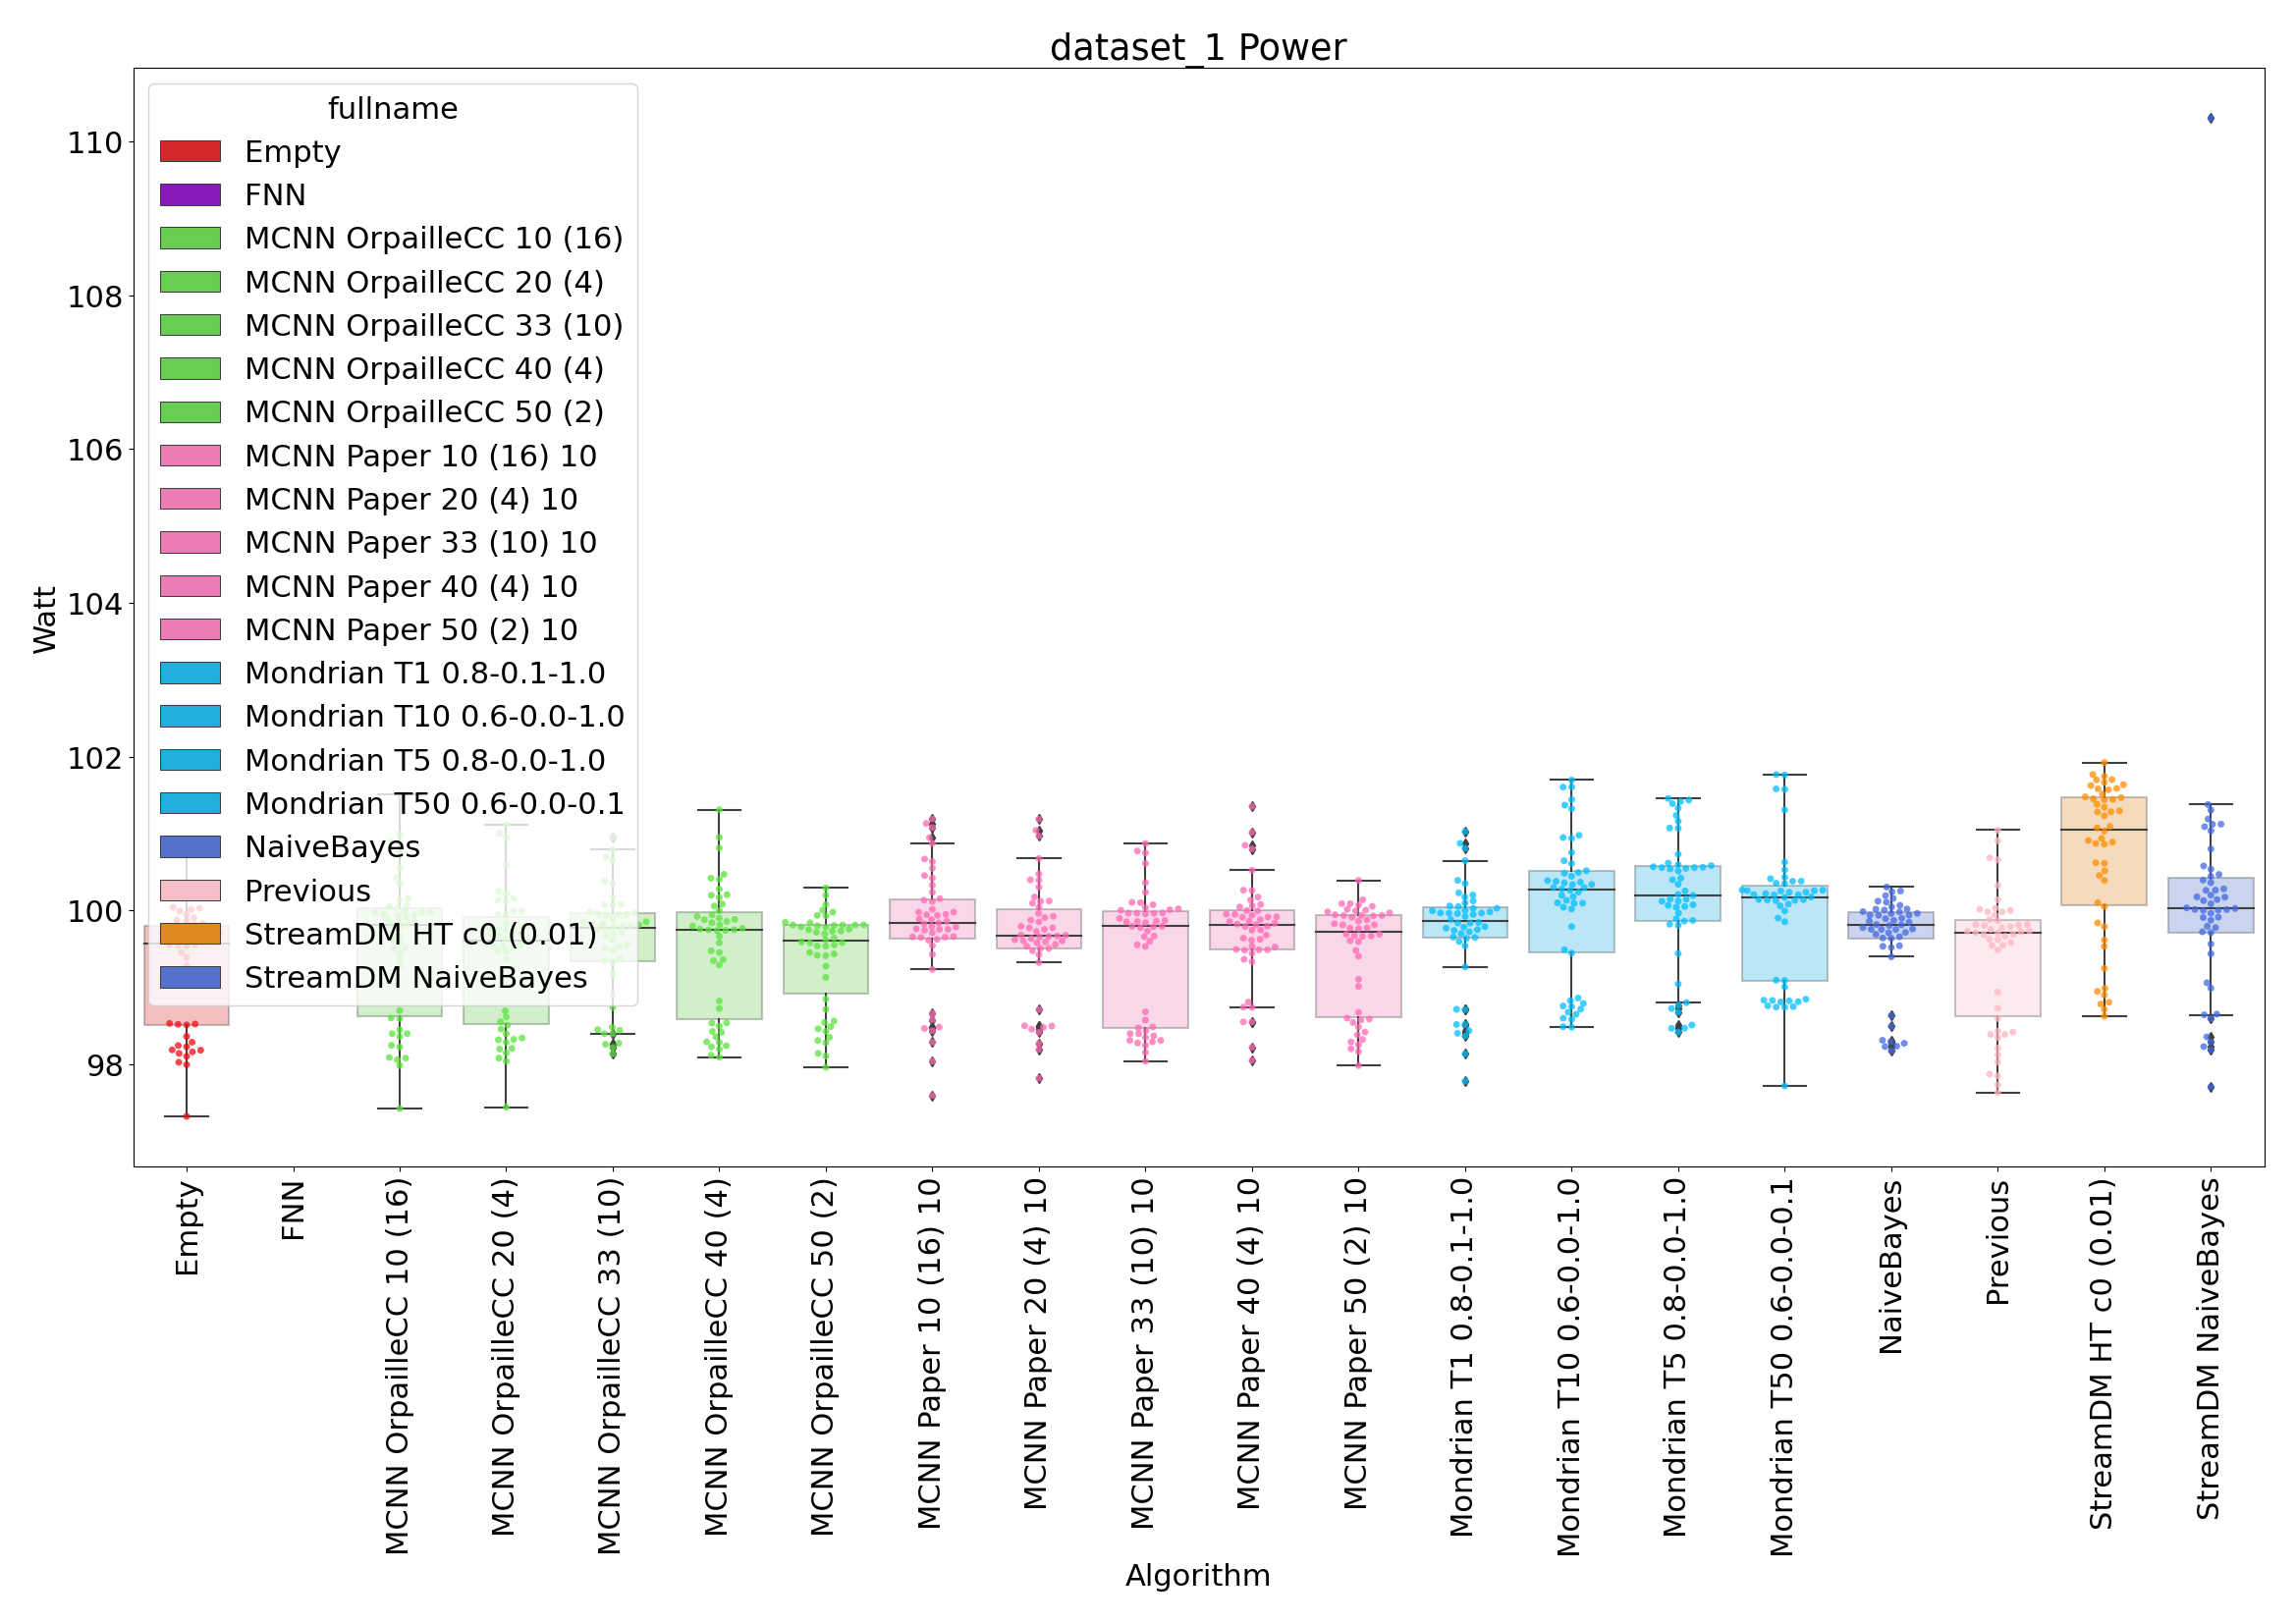 dataset_1 Power
fullname
Empty
FNN
MCNN OrpailleCC 10 (16)
MCNN OrpailleCC 20 (4)
MCNN OrpailleCC 33 (10)
MCNN OrpailleCC 40 (4)
MCNN OrpailleCC 50 (2)
MCNN Paper 10 (16) 10
MCNN Paper 20 (4) 10
MCNN Paper 33 (10) 10
MCNN Paper 40 (4) 10
MCNN Paper 50 (2) 10
Mondrian T1 0.8-0.1-1.0
Mondrian T10 0.6-0.0-1.0
Mondrian T5 0.8-0.0-1.0
Mondrian T50 0.6-0.0-0.1
NaiveBayes
Previous
StreamDM HT c0 (0.01)
StreamDM NaiveBayes
Watt
110
108
106
104
102
100
98
Empty
FNN
MCNN OrpailleCC 10 (16)
MCNN OrpailleCC 20 (4)
MCNN OrpailleCC 33 (10)
MCNN OrpailleCC 40 (4)
MCNN OrpailleCC 50 (2)
MCNN Paper 10 (16) 10
MCNN Paper 20 (4) 10
MCNN Paper 33 (10) 10
MCNN Paper 40 (4) 10
MCNN Paper 50 (2) 10
Mondrian T1 0.8-0.1-1.0
Mondrian T10 0.6-0.0-1.0
Mondrian T5 0.8-0.0-1.0
Mondrian T50 0.6-0.0-0.1
NaiveBayes
Previous
StreamDM HT c0 (0.01)
StreamDM NaiveBayes
Algorithm